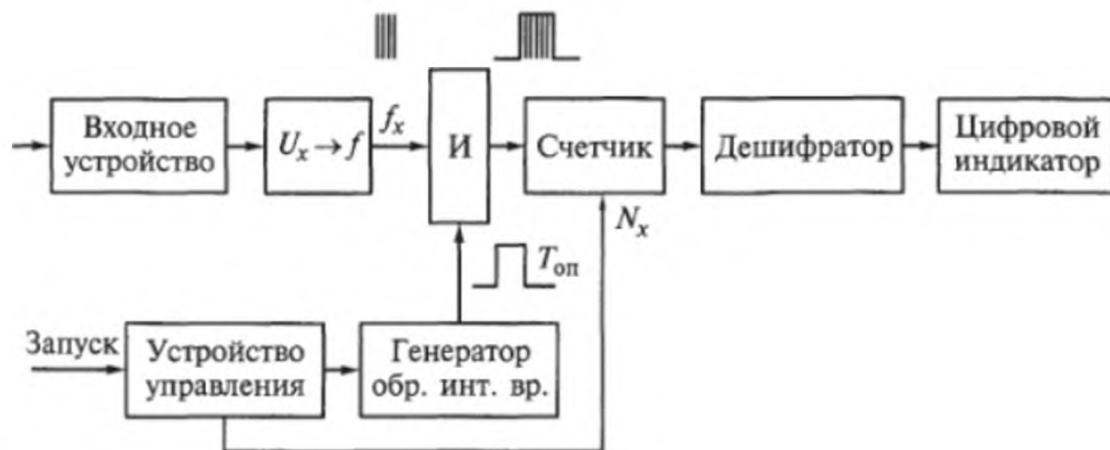 Входное
устройство
U_x → f
f_x
И
Счетчик
Дешифратор
Цифровой
индикатор
N_x
T_оп
Запуск
Устройство
управления
Генератор
обр. инт. вр.